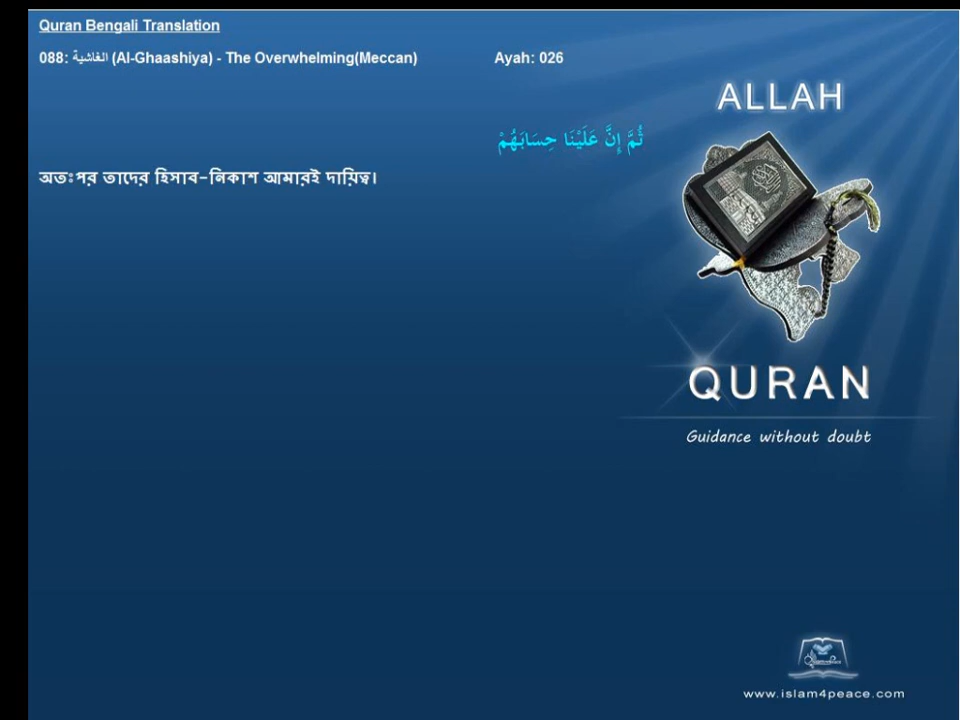 Quran Bengali Translation
088: الغاشية (Al-Ghaashiya) - The Overwhelming(Meccan) Ayah: 026
ALLAH
ثُمَّ إِنَّ عَلَيْنَا حِسَابَهُمْ
অতঃপর তাদের হিসাব-নিকাশ আমারই দায়িত্ব।
QURAN
Guidance without doubt
www.islam4peace.com